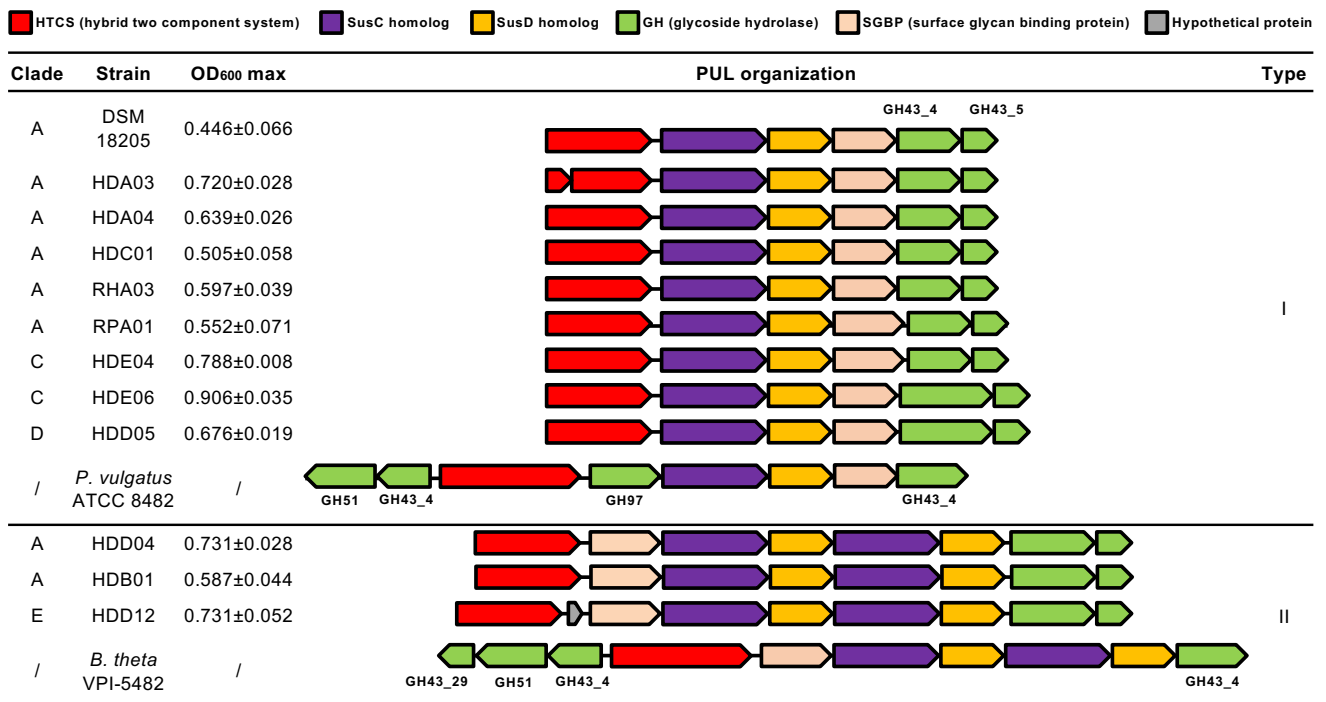 HTCS (hybrid two component system) SusC homolog SusD homolog GH (glycoside hydrolase) SGBP (surface glycan binding protein) Hypothetical protein
Clade Strain OD600 max PUL organization Type
GH43_4 GH43_5
A DSM 18205 0.446±0.066
A HDA03 0.720±0.028
A HDA04 0.639±0.026
A HDC01 0.505±0.058
A RHA03 0.597±0.039
I
A RPA01 0.552±0.071
C HDE04 0.788±0.008
C HDE06 0.906±0.035
D HDD05 0.676±0.019
/ P. vulgatus ATCC 8482 /
GH51 GH43_4 GH97 GH43_4
A HDD04 0.731±0.028
A HDB01 0.587±0.044
E HDD12 0.731±0.052 II
/ B. theta VPI-5482 /
GH43_29 GH51 GH43_4 GH43_4